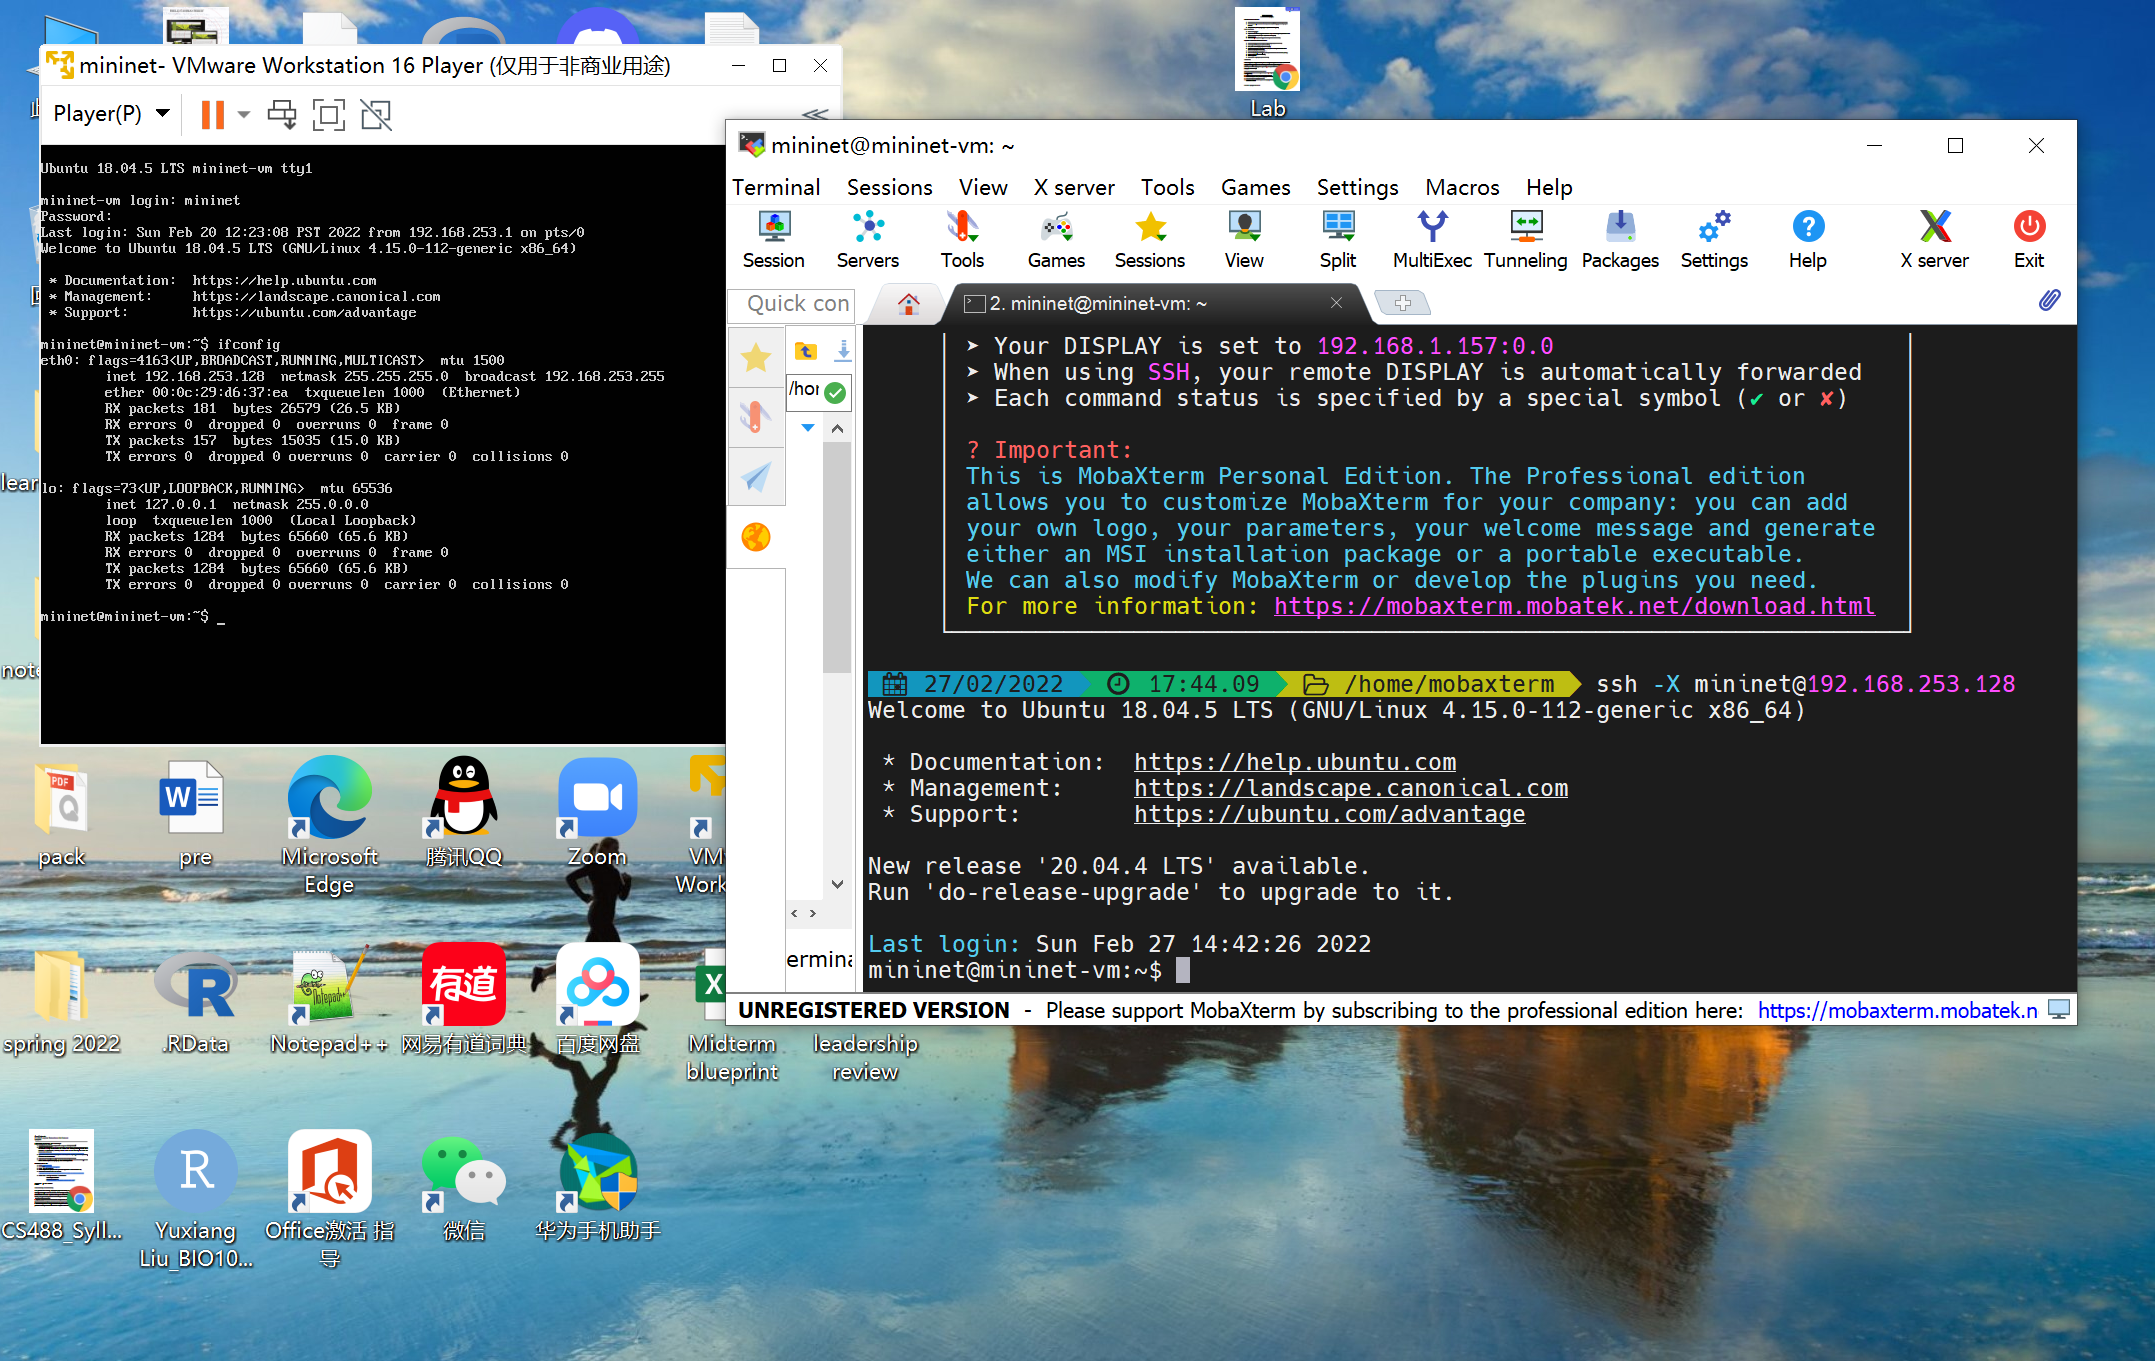 mininet- VMware Workstation 16 Player (仅用于非商业用途)
Player(P)
Ubuntu 18.04.5 LTS mininet-vm tty1
mininet-vm login: mininet
Password:
Last login: Sun Feb 20 12:23:08 PST 2022 from 192.168.253.1 on pts/0
Welcome to Ubuntu 18.04.5 LTS (GNU/Linux 4.15.0-112-generic x86_64)
* Documentation:  https://help.ubuntu.com
* Management:     https://landscape.canonical.com
* Support:        https://ubuntu.com/advantage
mininet@mininet-vm:~$ ifconfig
eth0: flags=4163<UP,BROADCAST,RUNNING,MULTICAST>  mtu 1500
inet 192.168.253.128  netmask 255.255.255.0  broadcast 192.168.253.255
ether 00:0c:29:d6:37:ea  txqueuelen 1000  (Ethernet)
RX packets 181  bytes 26579 (26.5 KB)
RX errors 0  dropped 0  overruns 0  frame 0
TX packets 157  bytes 15035 (15.0 KB)
TX errors 0  dropped 0 overruns 0  carrier 0  collisions 0
lo: flags=73<UP,LOOPBACK,RUNNING>  mtu 65536
inet 127.0.0.1  netmask 255.0.0.0
loop  txqueuelen 1000  (Local Loopback)
RX packets 1284  bytes 65660 (65.6 KB)
RX errors 0  dropped 0  overruns 0  frame 0
TX packets 1284  bytes 65660 (65.6 KB)
TX errors 0  dropped 0 overruns 0  carrier 0  collisions 0
mininet@mininet-vm:~$ _
Lab
mininet@mininet-vm: ~
Terminal Sessions View X server Tools Games Settings Macros Help
Session Servers Tools Games Sessions View Split MultiExec Tunneling Packages Settings Help X server Exit
Quick con
2. mininet@mininet-vm: ~
/hor
➤ Your DISPLAY is set to 192.168.1.157:0.0
➤ When using SSH, your remote DISPLAY is automatically forwarded
➤ Each command status is specified by a special symbol (✔ or ✘)
? Important:
This is MobaXterm Personal Edition. The Professional edition
allows you to customize MobaXterm for your company: you can add
your own logo, your parameters, your welcome message and generate
either an MSI installation package or a portable executable.
We can also modify MobaXterm or develop the plugins you need.
For more information: https://mobaxterm.mobatek.net/download.html
27/02/2022 17:44.09 /home/mobaxterm ssh -X mininet@192.168.253.128
Welcome to Ubuntu 18.04.5 LTS (GNU/Linux 4.15.0-112-generic x86_64)
* Documentation:  https://help.ubuntu.com
* Management:     https://landscape.canonical.com
* Support:        https://ubuntu.com/advantage
New release '20.04.4 LTS' available.
Run 'do-release-upgrade' to upgrade to it.
Last login: Sun Feb 27 14:42:26 2022
mininet@mininet-vm:~$
ermina
UNREGISTERED VERSION - Please support MobaXterm by subscribing to the professional edition here: https://mobaxterm.mobatek.n
lear
note
PDF
W
pack
pre
Microsoft
Edge
腾讯QQ
Zoom
VM
Work
Notepad++
有道
X
spring 2022
.RData
Notepad++
网易有道词典
百度网盘
Midterm
blueprint
leadership
review
R
CS488_Syll...
Yuxiang
Liu_BIO10...
Office激活 指
导
微信
华为手机助手